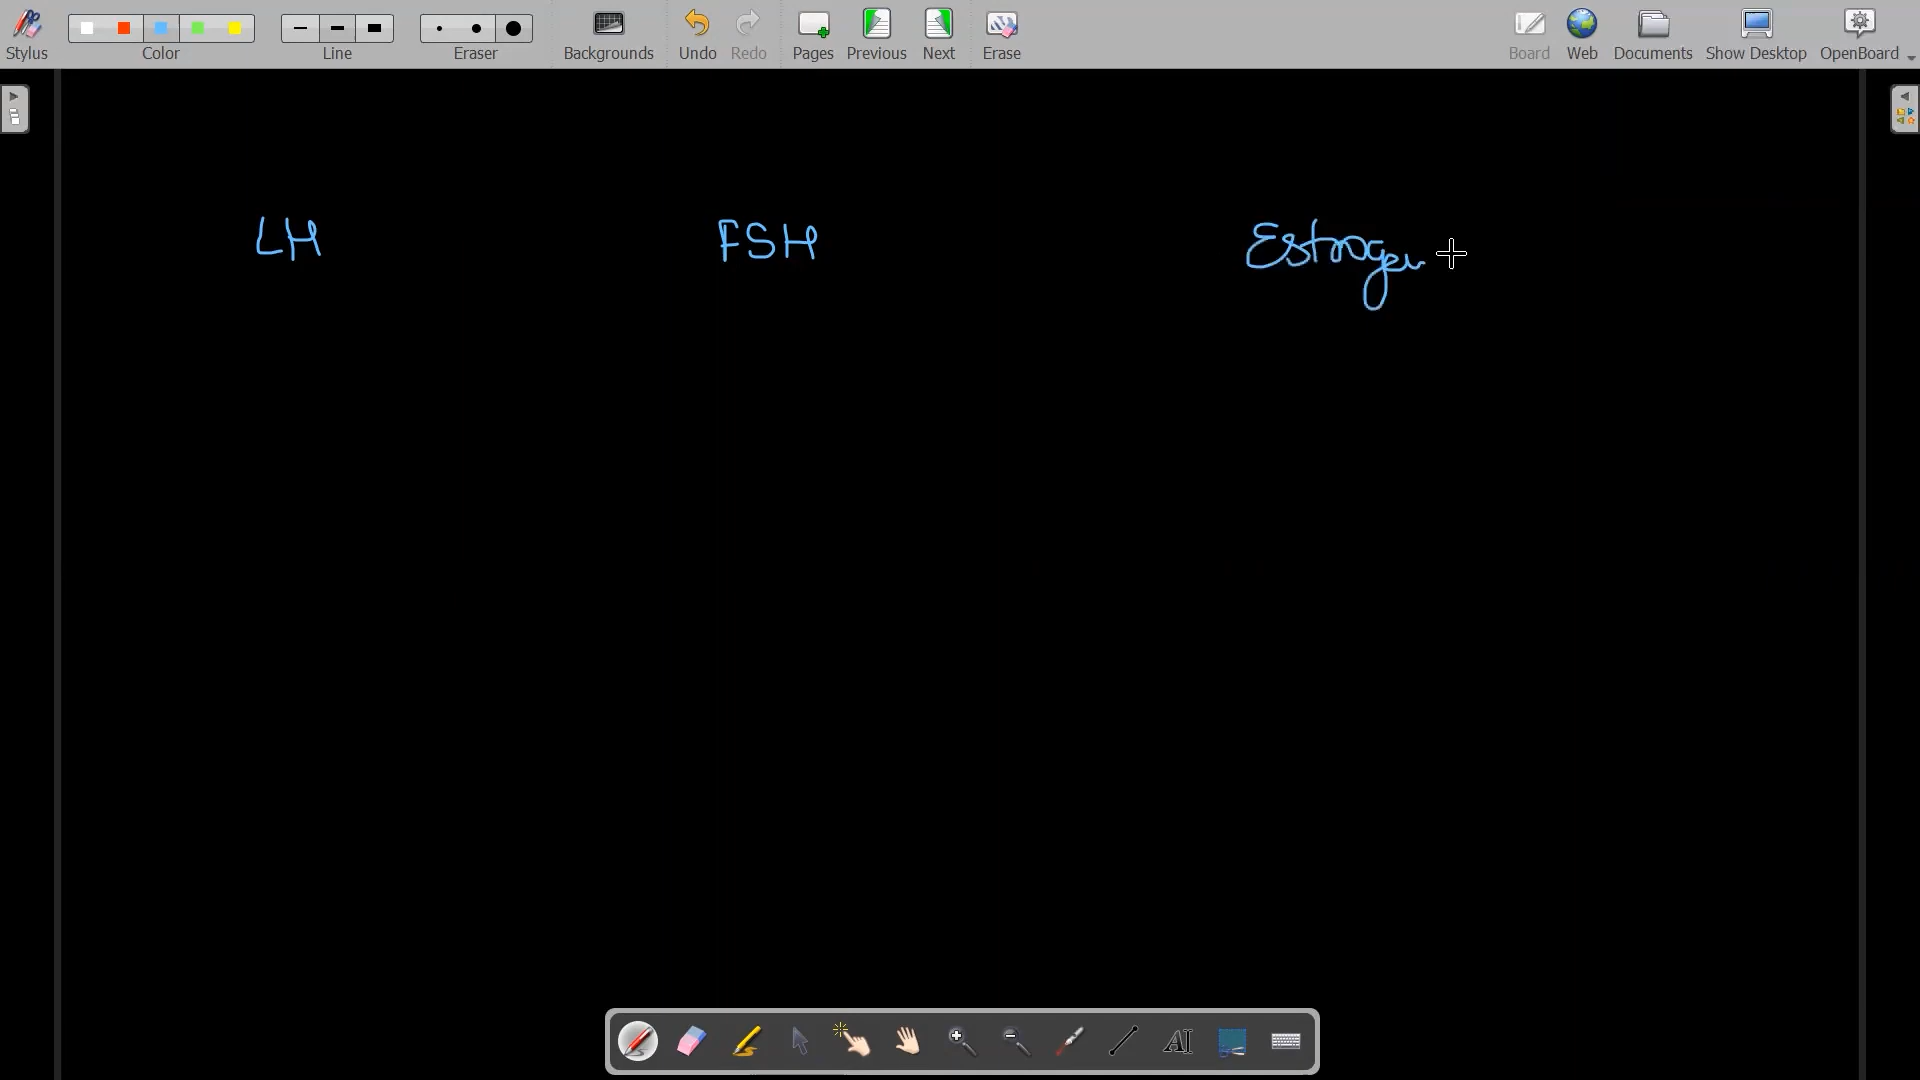 Stylus Color Line Eraser Backgrounds Undo Redo Pages Previous Next Erase Board Web Documents Show Desktop OpenBoard
LH FSH Estrogen
AI